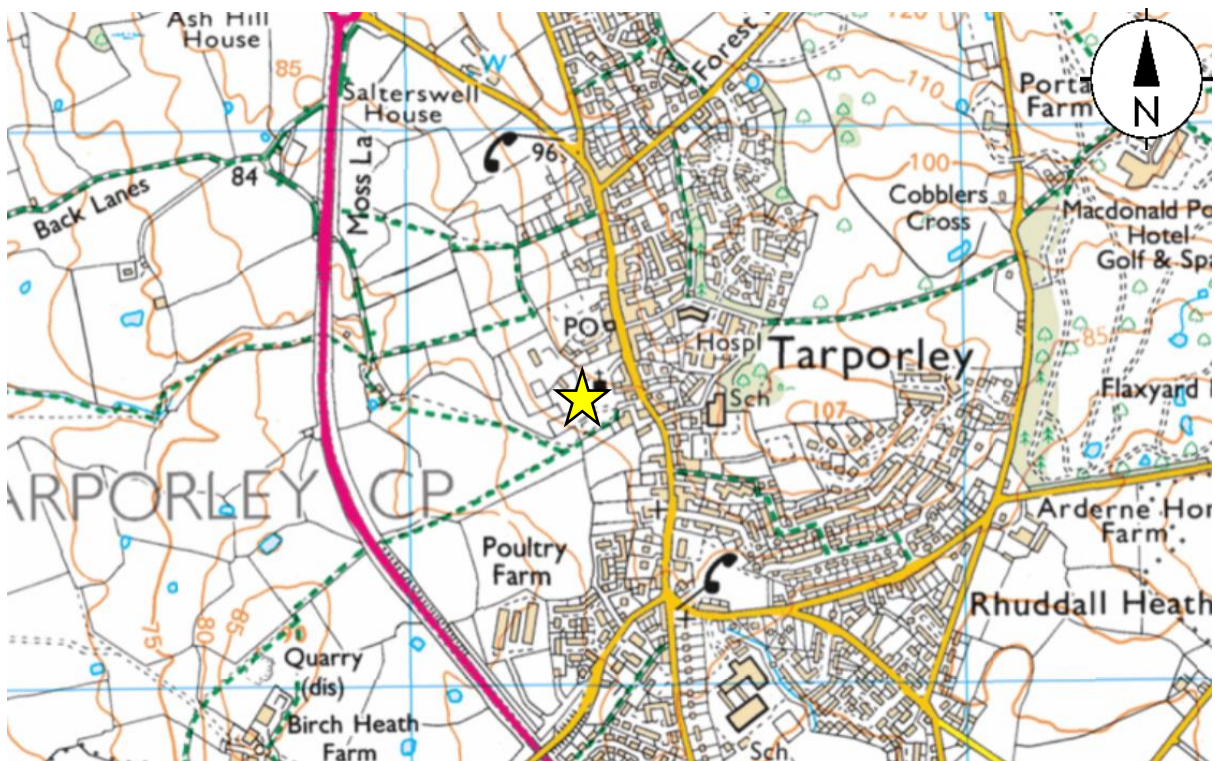 Ash Hill
House
85
Salterswell
House
W
Forest
120
110
Porta
Farm
N
96
84
Moss La
Back Lanes
100
Cobblers
Cross
Macdonald Po
Hotel
Golf & Spa
PO
Hospl
Tarporley
85
Flaxyard
Sch
107
ARPORLEY CP
Arderne Ho
Farm
Poultry
Farm
Rhuddall Heath
75
80
85
90
Quarry
(dis)
Birch Heath
Farm
Sch